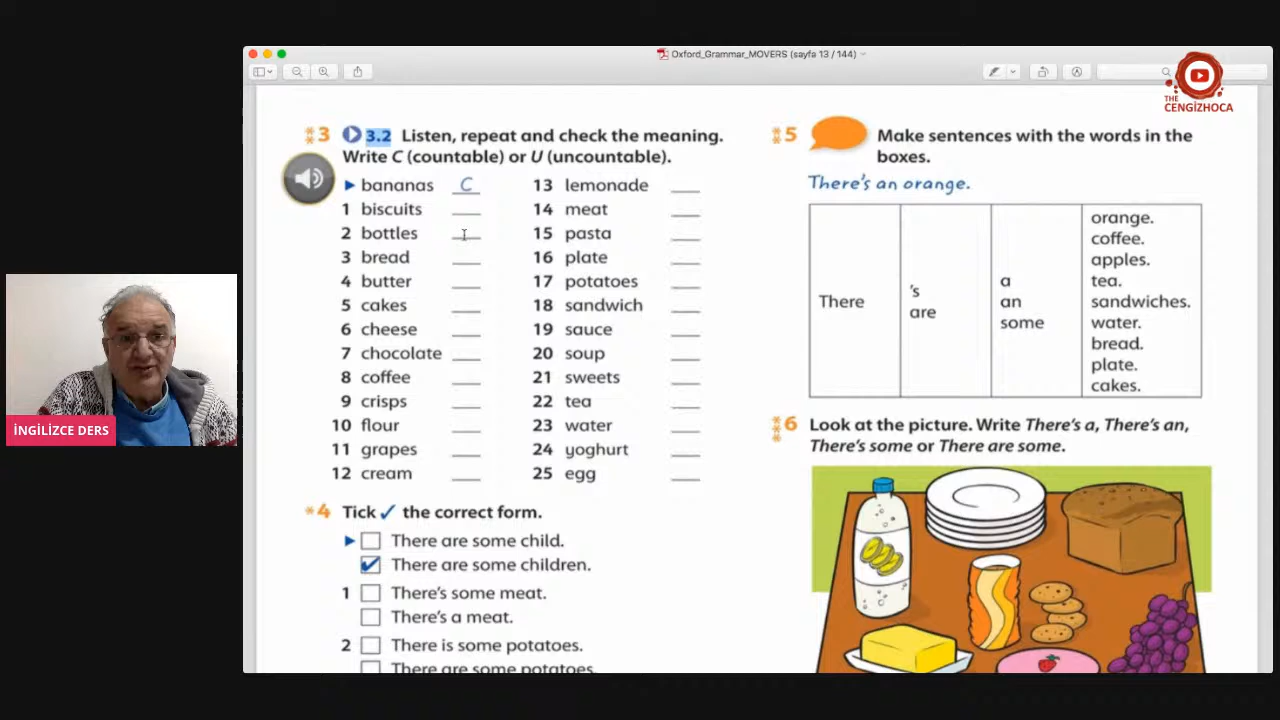 Oxford_Grammar_MOVERS (sayfa 13 / 144)
THE
CENGİZHOCA
3 3.2 Listen, repeat and check the meaning.
Write C (countable) or U (uncountable).
bananas C
1 biscuits
2 bottles
3 bread
4 butter
5 cakes
6 cheese
7 chocolate
8 coffee
9 crisps
10 flour
11 grapes
12 cream
13 lemonade
14 meat
15 pasta
16 plate
17 potatoes
18 sandwich
19 sauce
20 soup
21 sweets
22 tea
23 water
24 yoghurt
25 egg
4 Tick ✓ the correct form.
There are some child.
There are some children.
1 There's some meat.
There's a meat.
2 There is some potatoes.
There are some potatoes.
5 Make sentences with the words in the
boxes.
There's an orange.
There
's
are
a
an
some
orange.
coffee.
apples.
tea.
sandwiches.
water.
bread.
plate.
cakes.
6 Look at the picture. Write There's a, There's an,
There's some or There are some.
İNGİLİZCE DERS